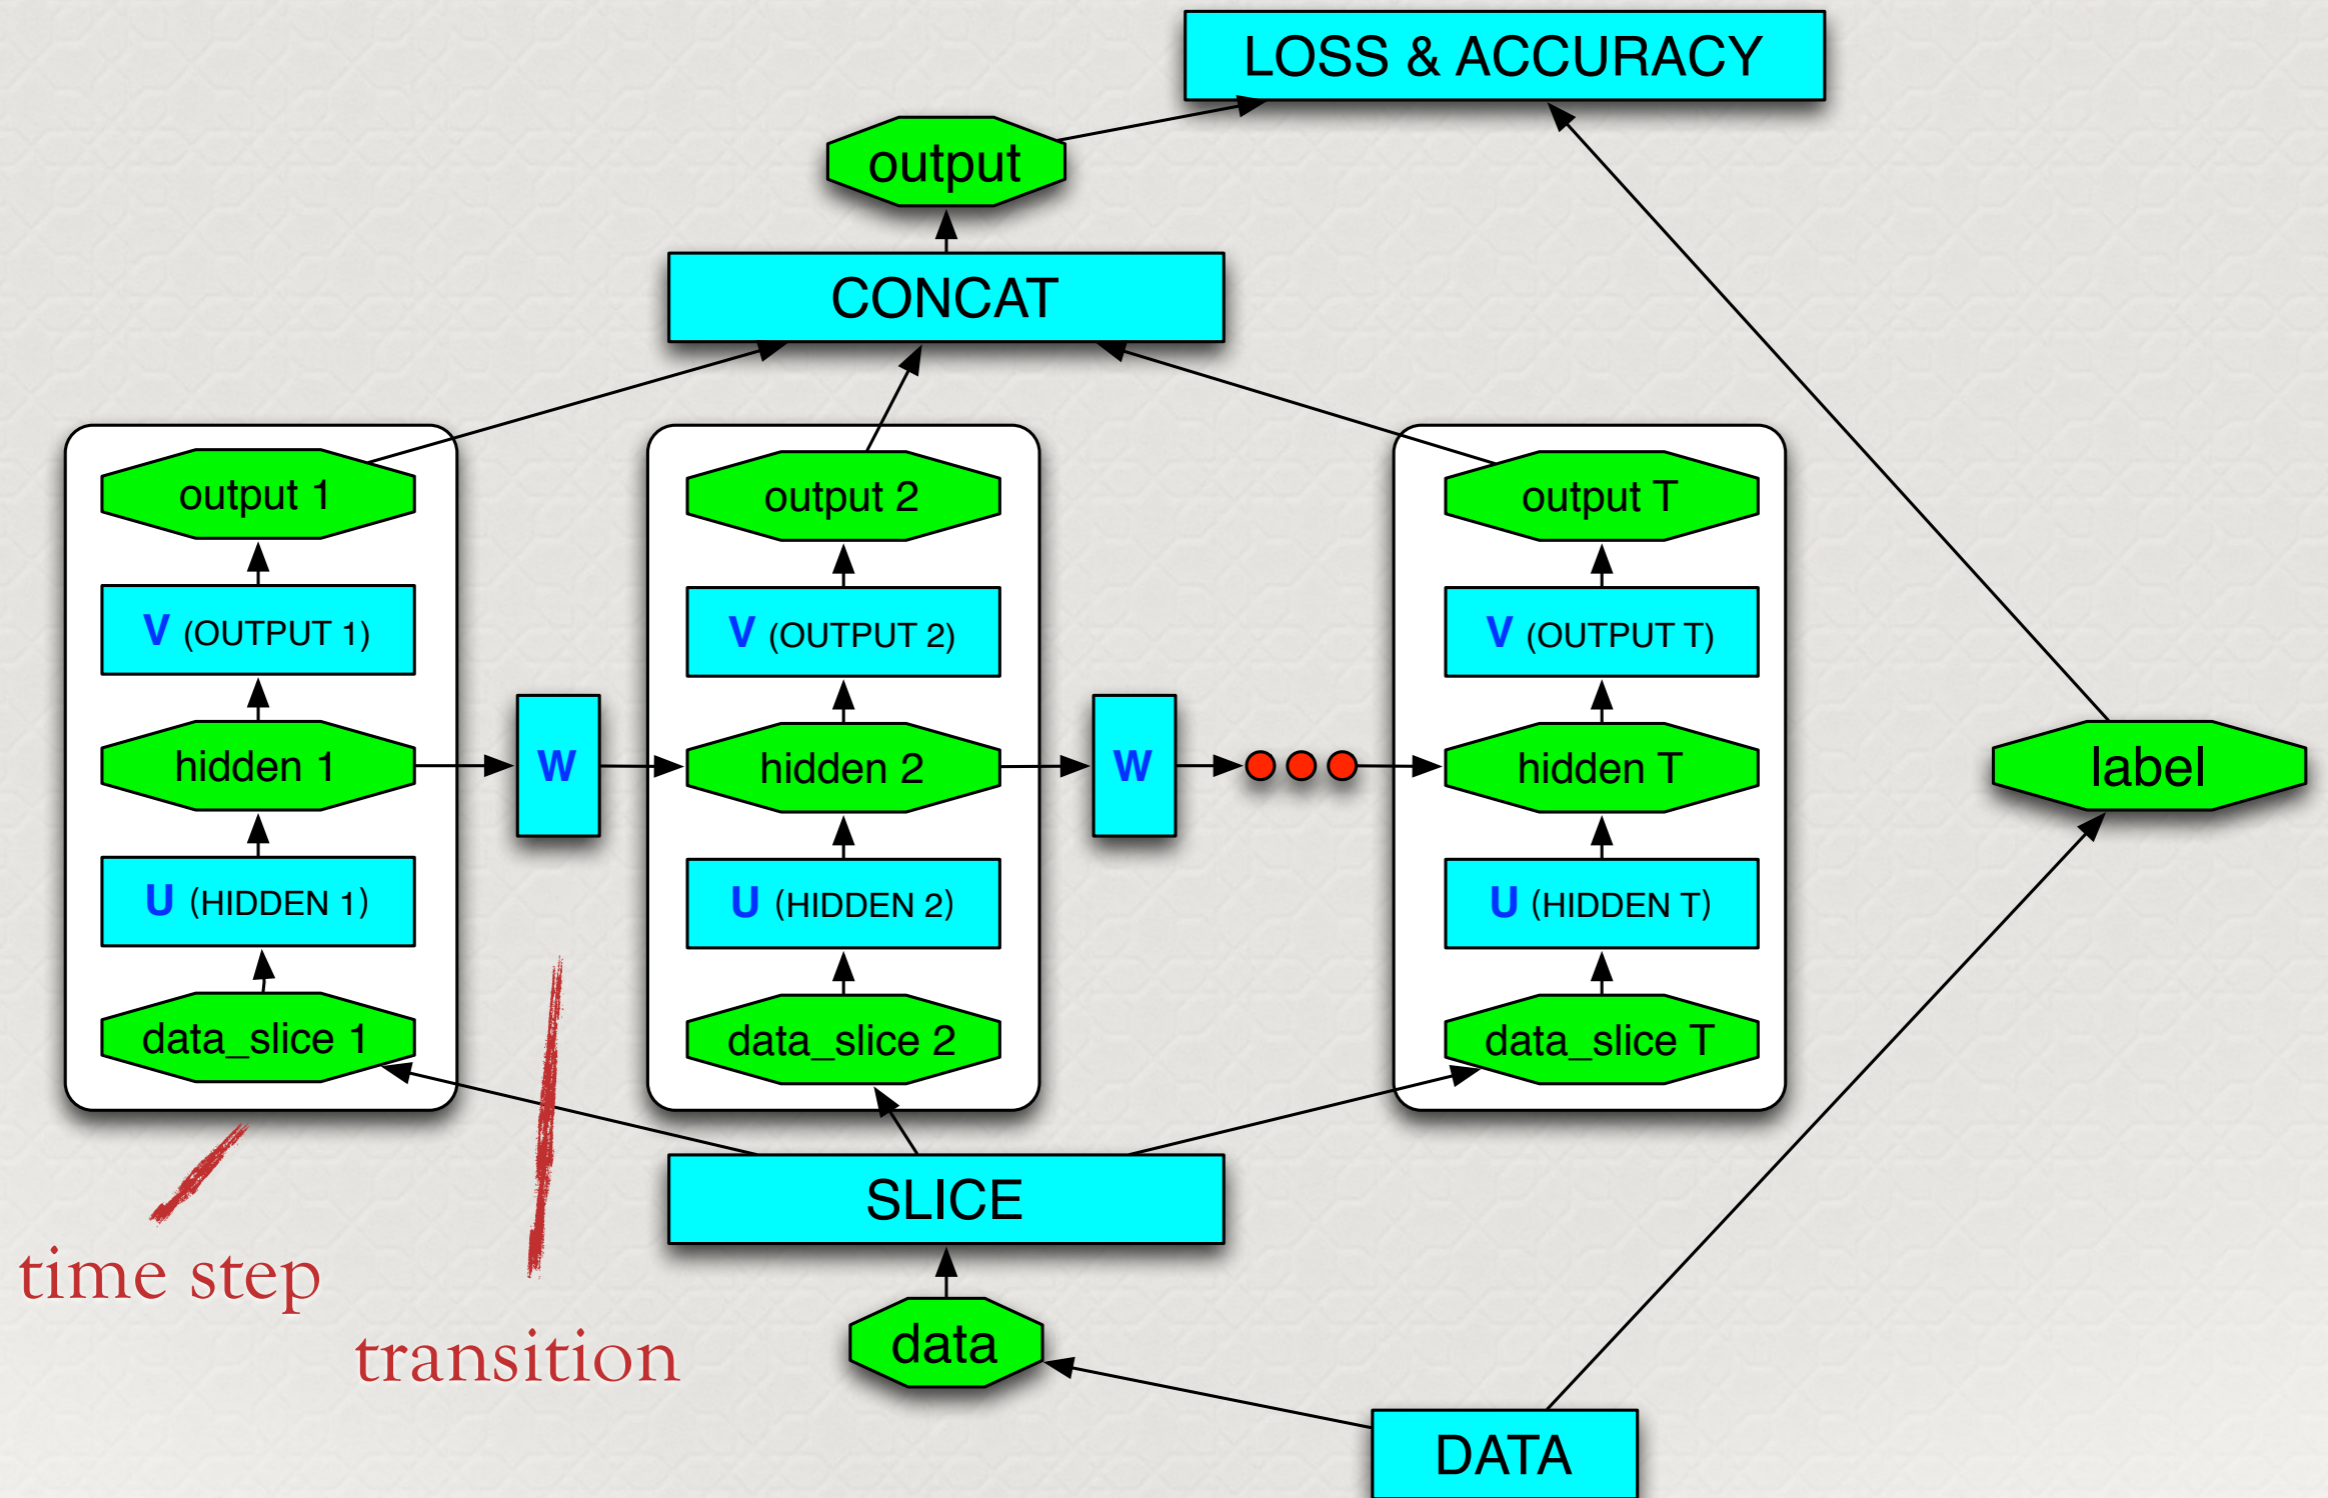 LOSS & ACCURACY
output
CONCAT
output 1
output 2
output T
V (OUTPUT 1)
V (OUTPUT 2)
V (OUTPUT T)
hidden 1
W
hidden 2
W
hidden T
label
U (HIDDEN 1)
U (HIDDEN 2)
U (HIDDEN T)
data_slice 1
data_slice 2
data_slice T
SLICE
time step
transition
data
DATA